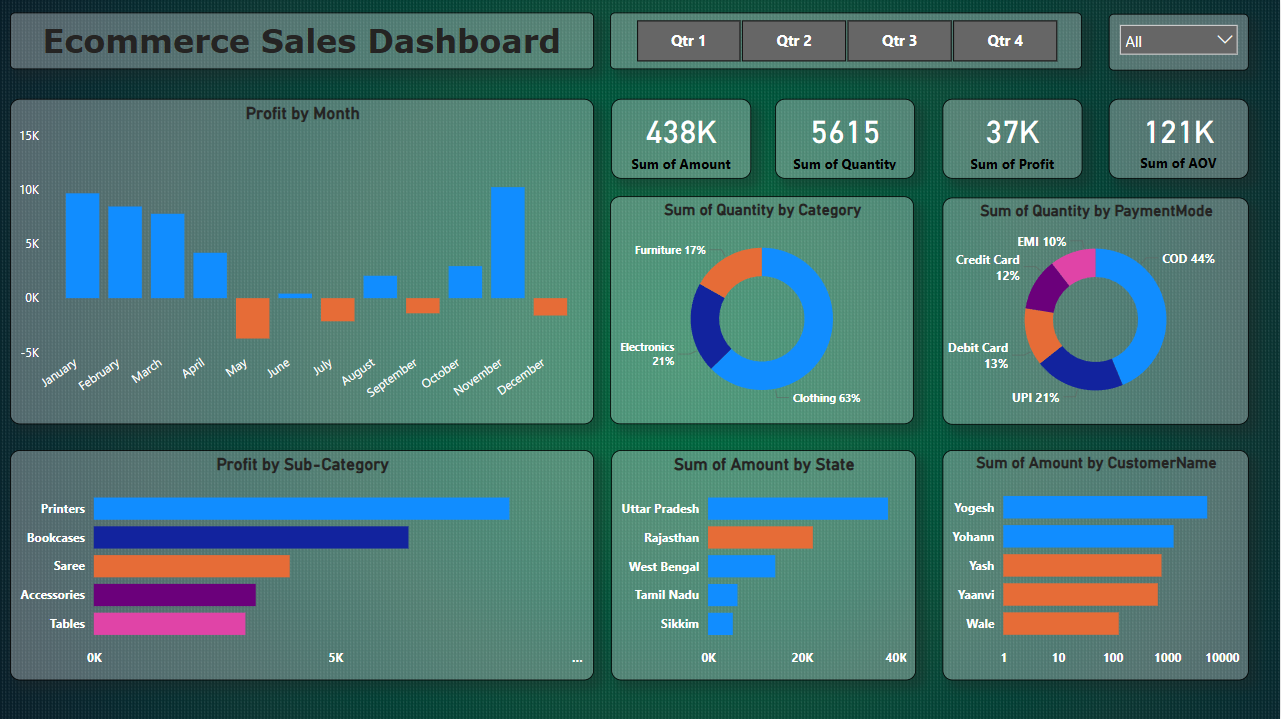 Ecommerce Sales Dashboard
Qtr 1
Qtr 2
Qtr 3
Qtr 4
All
Profit by Month
15K
10K
5K
0K
-5K
January
February
March
April
May
June
July
August
September
October
November
December
438K
Sum of Amount
5615
Sum of Quantity
37K
Sum of Profit
121K
Sum of AOV
Sum of Quantity by Category
Furniture 17%
Electronics
21%
Clothing 63%
Sum of Quantity by PaymentMode
EMI 10%
Credit Card
12%
COD 44%
Debit Card
13%
UPI 21%
Profit by Sub-Category
Printers
Bookcases
Saree
Accessories
Tables
0K
5K
...
Sum of Amount by State
Uttar Pradesh
Rajasthan
West Bengal
Tamil Nadu
Sikkim
0K
20K
40K
Sum of Amount by CustomerName
Yogesh
Yohann
Yash
Yaanvi
Wale
1
10
100
1000
10000